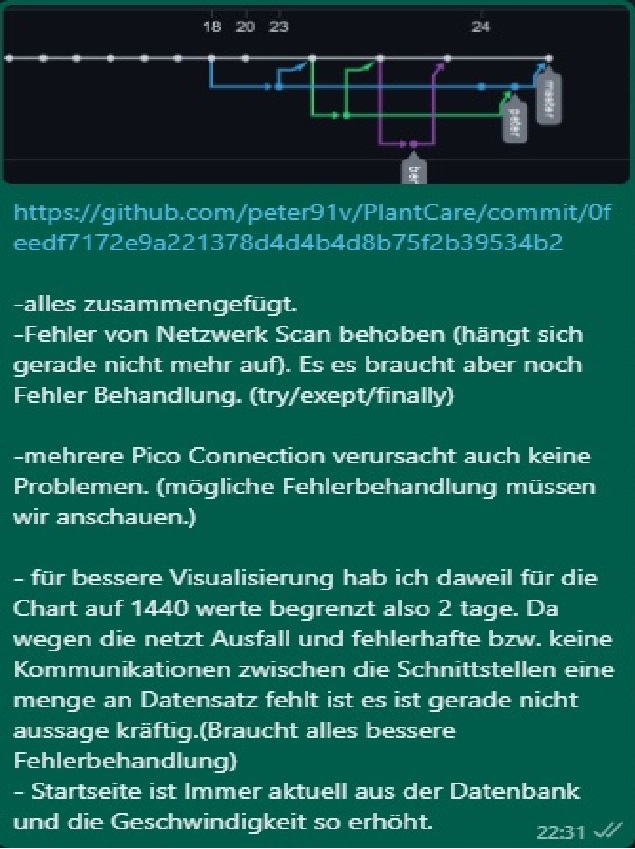 18 20 23 24
master
peter
ber
https://github.com/peter91v/PlantCare/commit/0f
eedf7172e9a221378d4d4b4d8b75f2b39534b2
-alles zusammengefügt.
-Fehler von Netzwerk Scan behoben (hängt sich
gerade nicht mehr auf). Es es braucht aber noch
Fehler Behandlung. (try/exept/finally)
-mehrere Pico Connection verursacht auch keine
Problemen. (mögliche Fehlerbehandlung müssen
wir anschauen.)
- für bessere Visualisierung hab ich daweil für die
Chart auf 1440 werte begrenzt also 2 tage. Da
wegen die netzt Ausfall und fehlerhafte bzw. keine
Kommunikationen zwischen die Schnittstellen eine
menge an Datensatz fehlt ist es ist gerade nicht
aussage kräftig.(Braucht alles bessere
Fehlerbehandlung)
- Startseite ist Immer aktuell aus der Datenbank
und die Geschwindigkeit so erhöht.
22:31